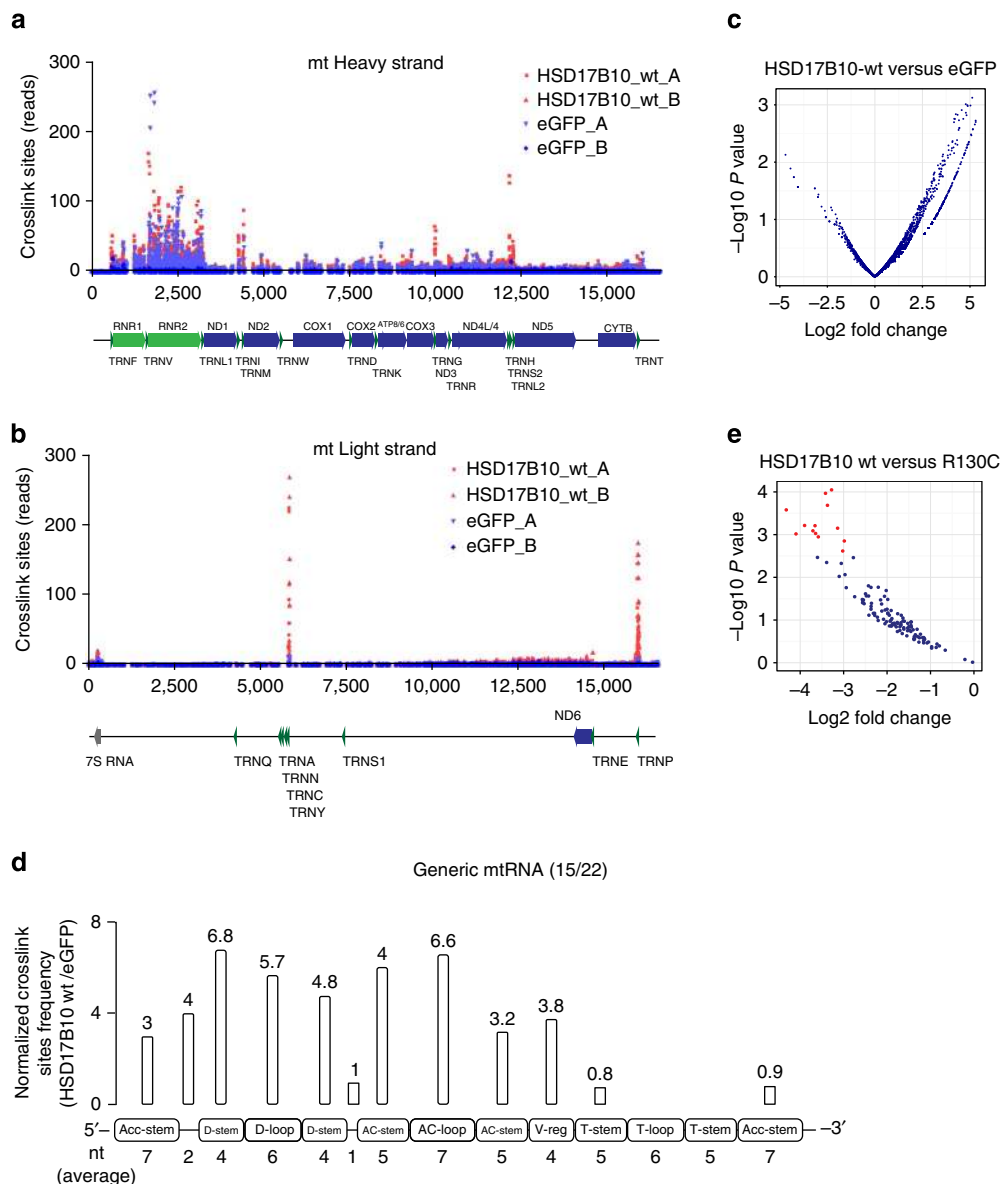 a
mt Heavy strand
Crosslink sites (reads)
300
200
100
0
HSD17B10_wt_A
HSD17B10_wt_B
eGFP_A
eGFP_B
0 2,500 5,000 7,500 10,000 12,500 15,000
RNR1 RNR2 ND1 ND2 COX1 COX2 ATP8/6 COX3 ND4L/4 ND5 CYTB
TRNF TRNV TRNL1 TRNI TRNW TRND TRNG TRNH TRNT
TRNM TRNK ND3 TRNS2
TRNR TRNL2
b
mt Light strand
Crosslink sites (reads)
300
200
100
0
HSD17B10_wt_A
HSD17B10_wt_B
eGFP_A
eGFP_B
0 2,500 5,000 7,500 10,000 12,500 15,000
ND6
7S RNA TRNQ TRNA TRNS1 TRNE TRNP
TRNN
TRNC
TRNY
c
HSD17B10-wt versus eGFP
–Log10 P value
3
2
1
0
−5 −2.5 0 2.5 5
Log2 fold change
e
HSD17B10 wt versus R130C
–Log10 P value
4
3
2
1
0
−4 −3 −2 −1 0
Log2 fold change
d
Generic mtRNA (15/22)
Normalized crosslink
sites frequency
(HSD17B10 wt /eGFP)
8
4
0
3 4 6.8 5.7 4.8 1 4 6.6 3.2 3.8 0.8 0.9
5′– Acc-stem D-stem D-loop D-stem AC-stem AC-loop AC-stem V-reg T-stem T-loop T-stem Acc-stem –3′
nt 7 2 4 6 4 1 5 7 5 4 5 6 5 7
(average)